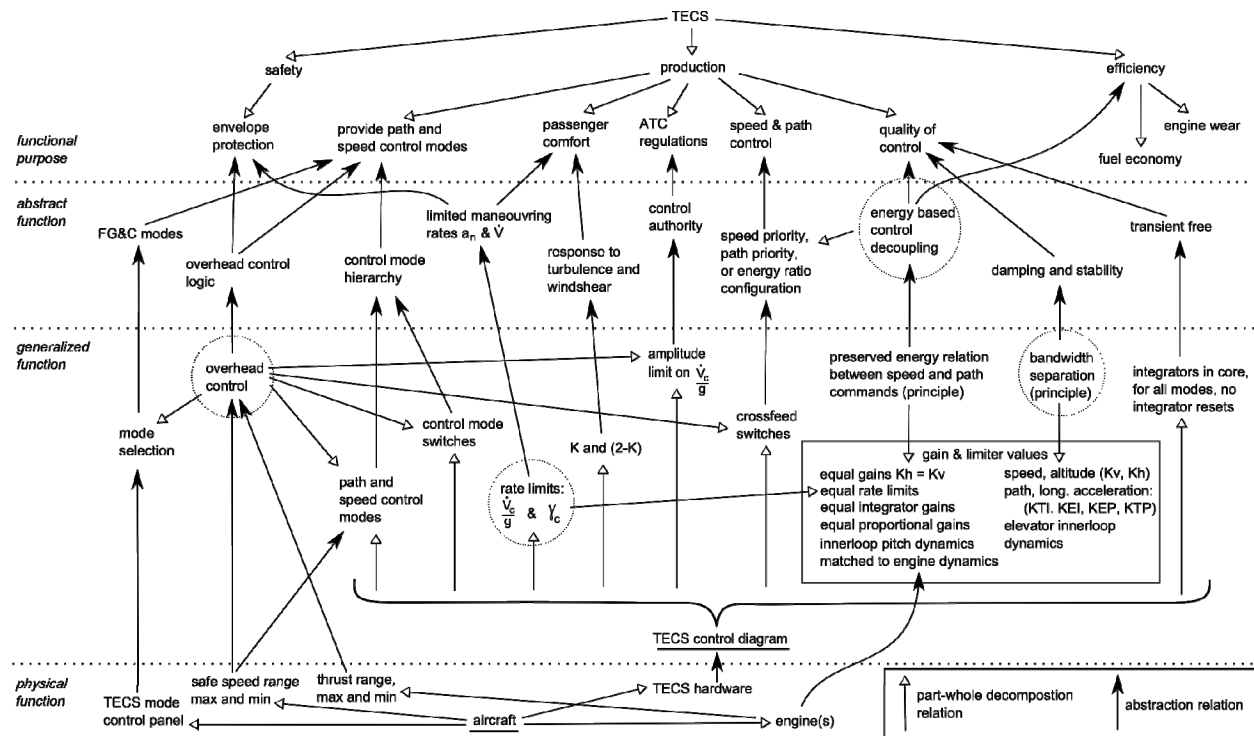 TECS
safety
production
efficiency
functional
purpose
envelope
protection
provide path and
speed control modes
passenger
comfort
ATC
regulations
speed & path
control
quality of
control
engine wear
fuel economy
abstract
function
FG&C modes
overhead control
logic
control mode
hierarchy
limited maneouvring
rates aₙ & V̇
response to
turbulence and
windshear
control
authority
speed priority,
path priority,
or energy ratio
configuration
energy based
control
decoupling
damping and stability
transient free
generalized
function
overhead
control
mode
selection
path and
speed control
modes
control mode
switches
rate limits:
V̇c/g & γc
K and (2-K)
amplitude
limit on V̇c/g
crossfeed
switches
preserved energy relation
between speed and path
commands (principle)
bandwidth
separation
(principle)
integrators in core,
for all modes, no
integrator resets
gain & limiter values
equal gains Kh = Kv
equal rate limits
equal integrator gains
equal proportional gains
innerloop pitch dynamics
matched to engine dynamics
speed, altitude (Kv, Kh)
path, long. acceleration:
(KTI. KEI, KEP, KTP)
elevator innerloop
dynamics
TECS control diagram
physical
function
TECS mode
control panel
safe speed range
max and min
thrust range,
max and min
aircraft
TECS hardware
engine(s)
part-whole decompostion
relation
abstraction relation